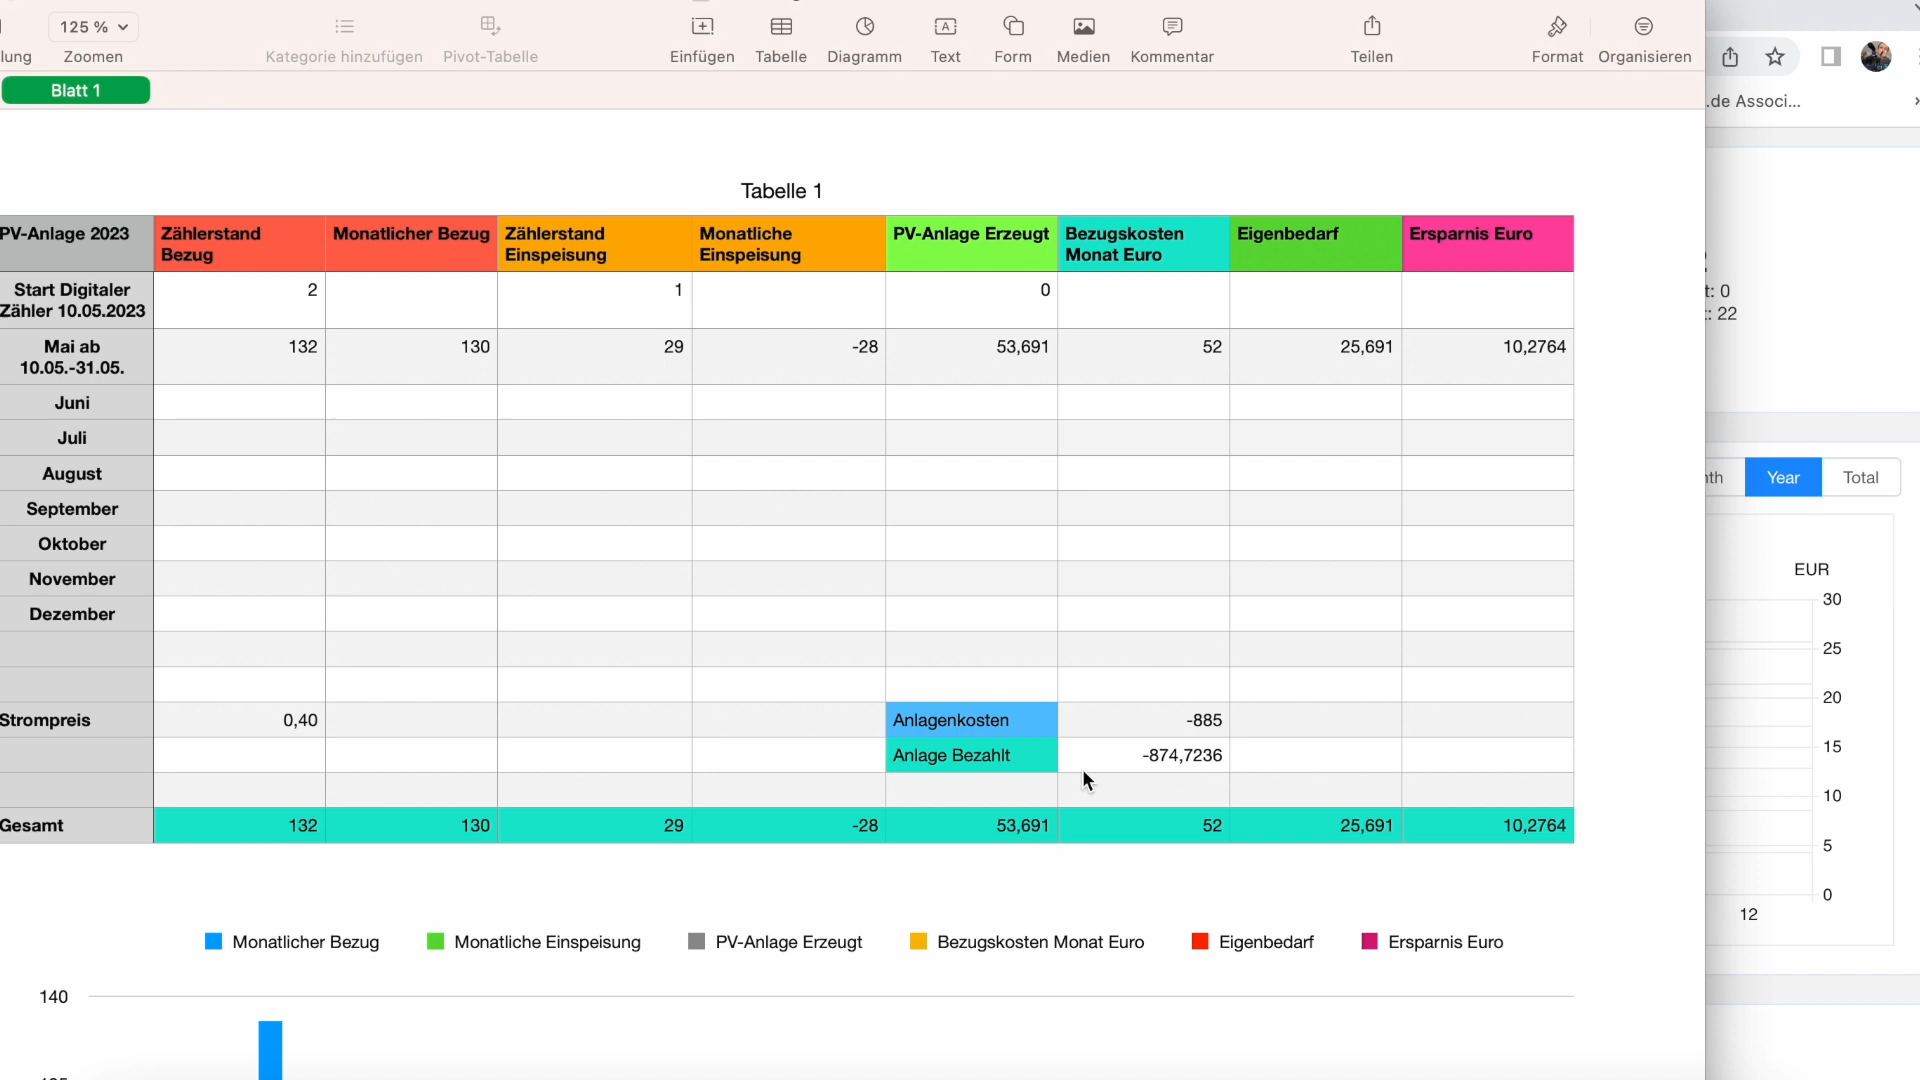 125 %
lung
Zoomen
Kategorie hinzufügen
Pivot-Tabelle
Einfügen
Tabelle
Diagramm
Text
Form
Medien
Kommentar
Teilen
Format
Organisieren
Blatt 1
.de Associ...
Tabelle 1
PV-Anlage 2023
Zählerstand
Bezug
Monatlicher Bezug
Zählerstand
Einspeisung
Monatliche
Einspeisung
PV-Anlage Erzeugt
Bezugskosten
Monat Euro
Eigenbedarf
Ersparnis Euro
Start Digitaler
Zähler 10.05.2023
2
1
0
t: 0
: 22
Mai ab
10.05.-31.05.
132
130
29
-28
53,691
52
25,691
10,2764
Juni
Juli
August
September
Oktober
November
Dezember
Strompreis
0,40
Anlagenkosten
-885
Anlage Bezahlt
-874,7236
Gesamt
132
130
29
-28
53,691
52
25,691
10,2764
nth
Year
Total
EUR
30
25
20
15
10
5
0
12
Monatlicher Bezug
Monatliche Einspeisung
PV-Anlage Erzeugt
Bezugskosten Monat Euro
Eigenbedarf
Ersparnis Euro
140